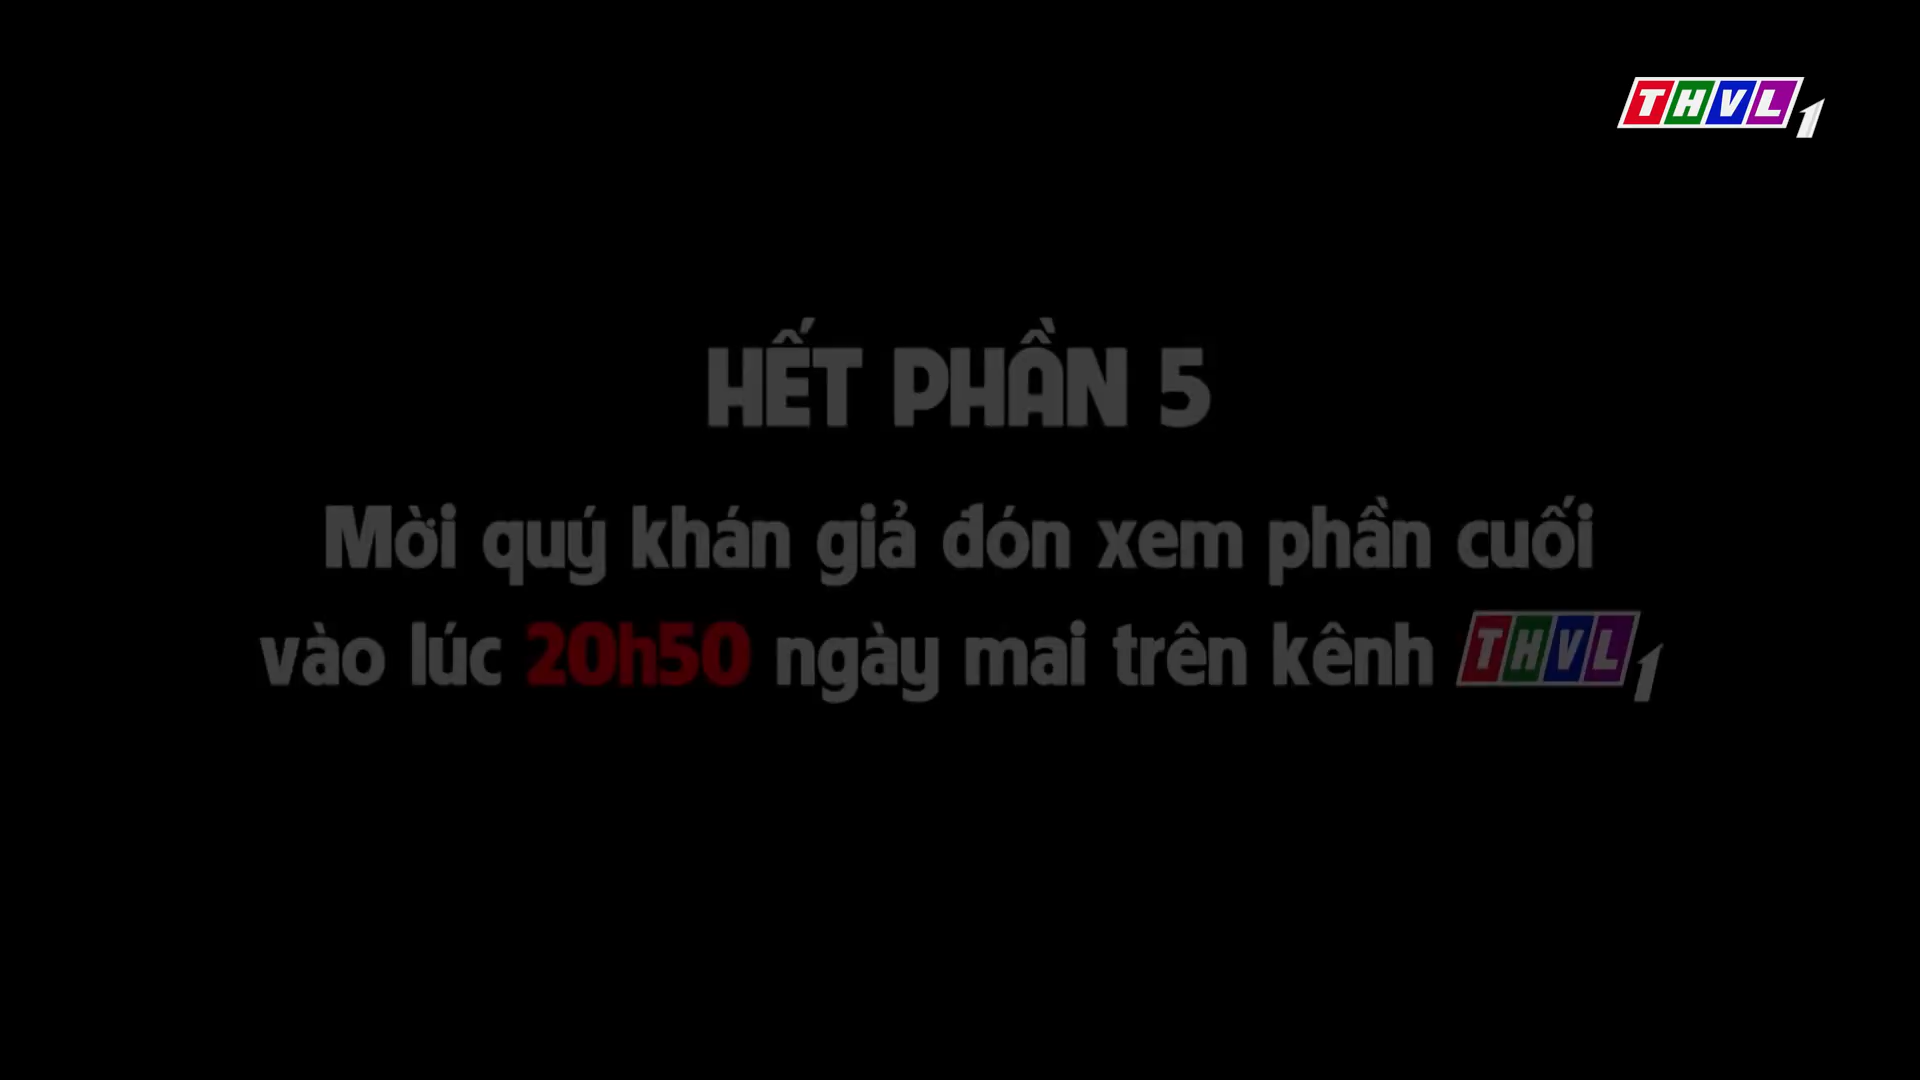 THVL1
HẾT PHẦN 5
Mời quý khán giả đón xem phần cuối
vào lúc 20h50 ngày mai trên kênh THVL1